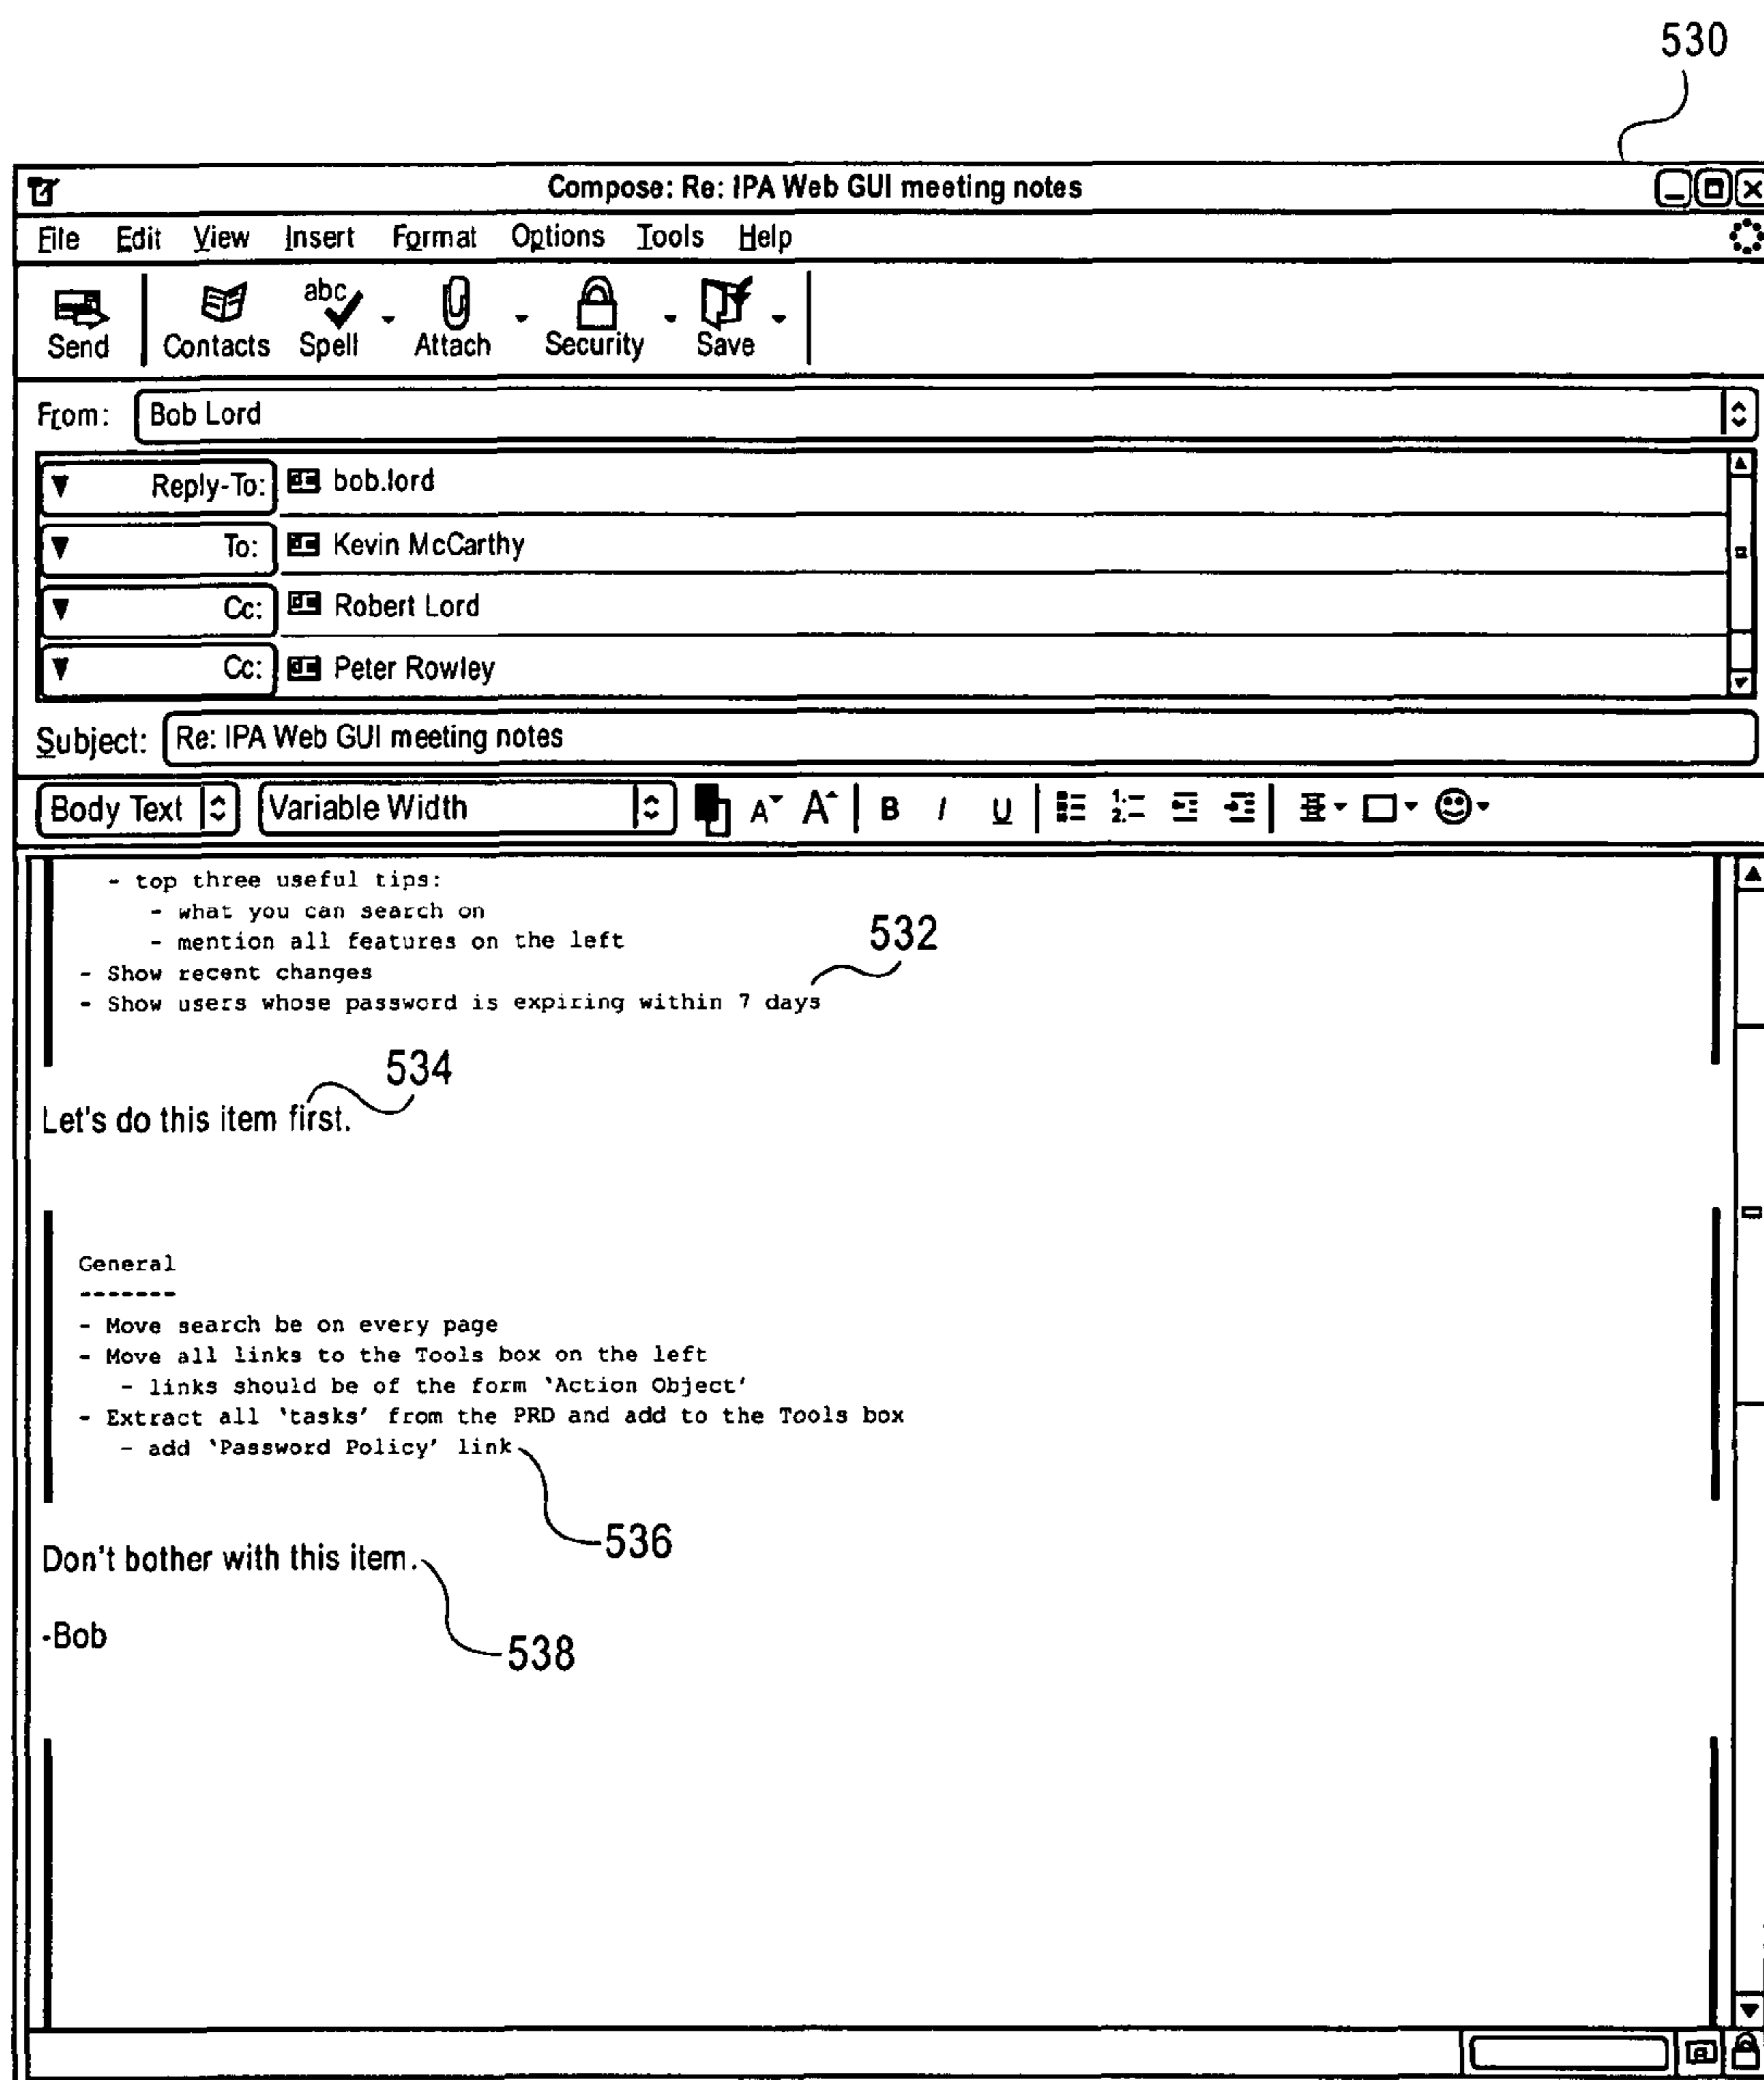 530
Compose: Re: IPA Web GUI meeting notes
File Edit View Insert Format Options Tools Help
abc
Send Contacts Spell Attach Security Save
From: Bob Lord
Reply-To: bob.lord
To: Kevin McCarthy
Cc: Robert Lord
Cc: Peter Rowley
Subject: Re: IPA Web GUI meeting notes
Body Text Variable Width A A B I U
- top three useful tips:
- what you can search on
- mention all features on the left
532
- Show recent changes
- Show users whose password is expiring within 7 days
534
Let's do this item first.
General
-------
- Move search be on every page
- Move all links to the Tools box on the left
- links should be of the form 'Action Object'
- Extract all 'tasks' from the PRD and add to the Tools box
- add 'Password Policy' link
536
Don't bother with this item.
-Bob
538